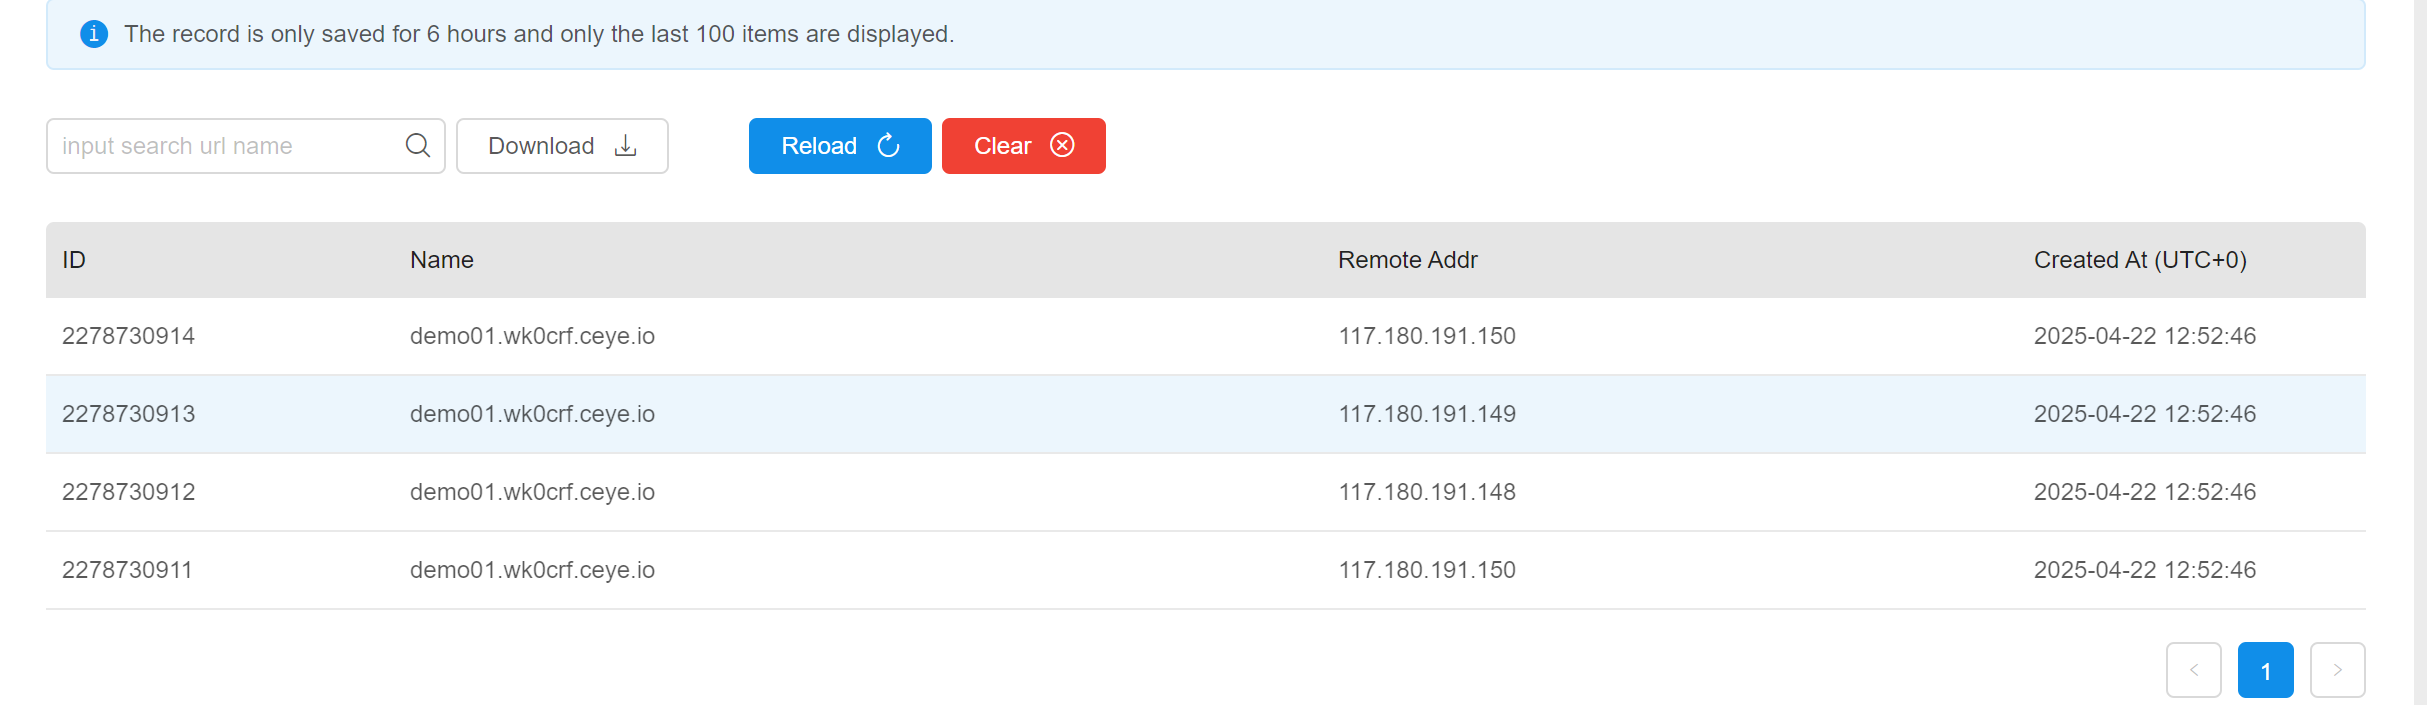 The record is only saved for 6 hours and only the last 100 items are displayed.
input search url name Download Reload Clear
ID Name Remote Addr Created At (UTC+0)
2278730914 demo01.wk0crf.ceye.io 117.180.191.150 2025-04-22 12:52:46
2278730913 demo01.wk0crf.ceye.io 117.180.191.149 2025-04-22 12:52:46
2278730912 demo01.wk0crf.ceye.io 117.180.191.148 2025-04-22 12:52:46
2278730911 demo01.wk0crf.ceye.io 117.180.191.150 2025-04-22 12:52:46
1